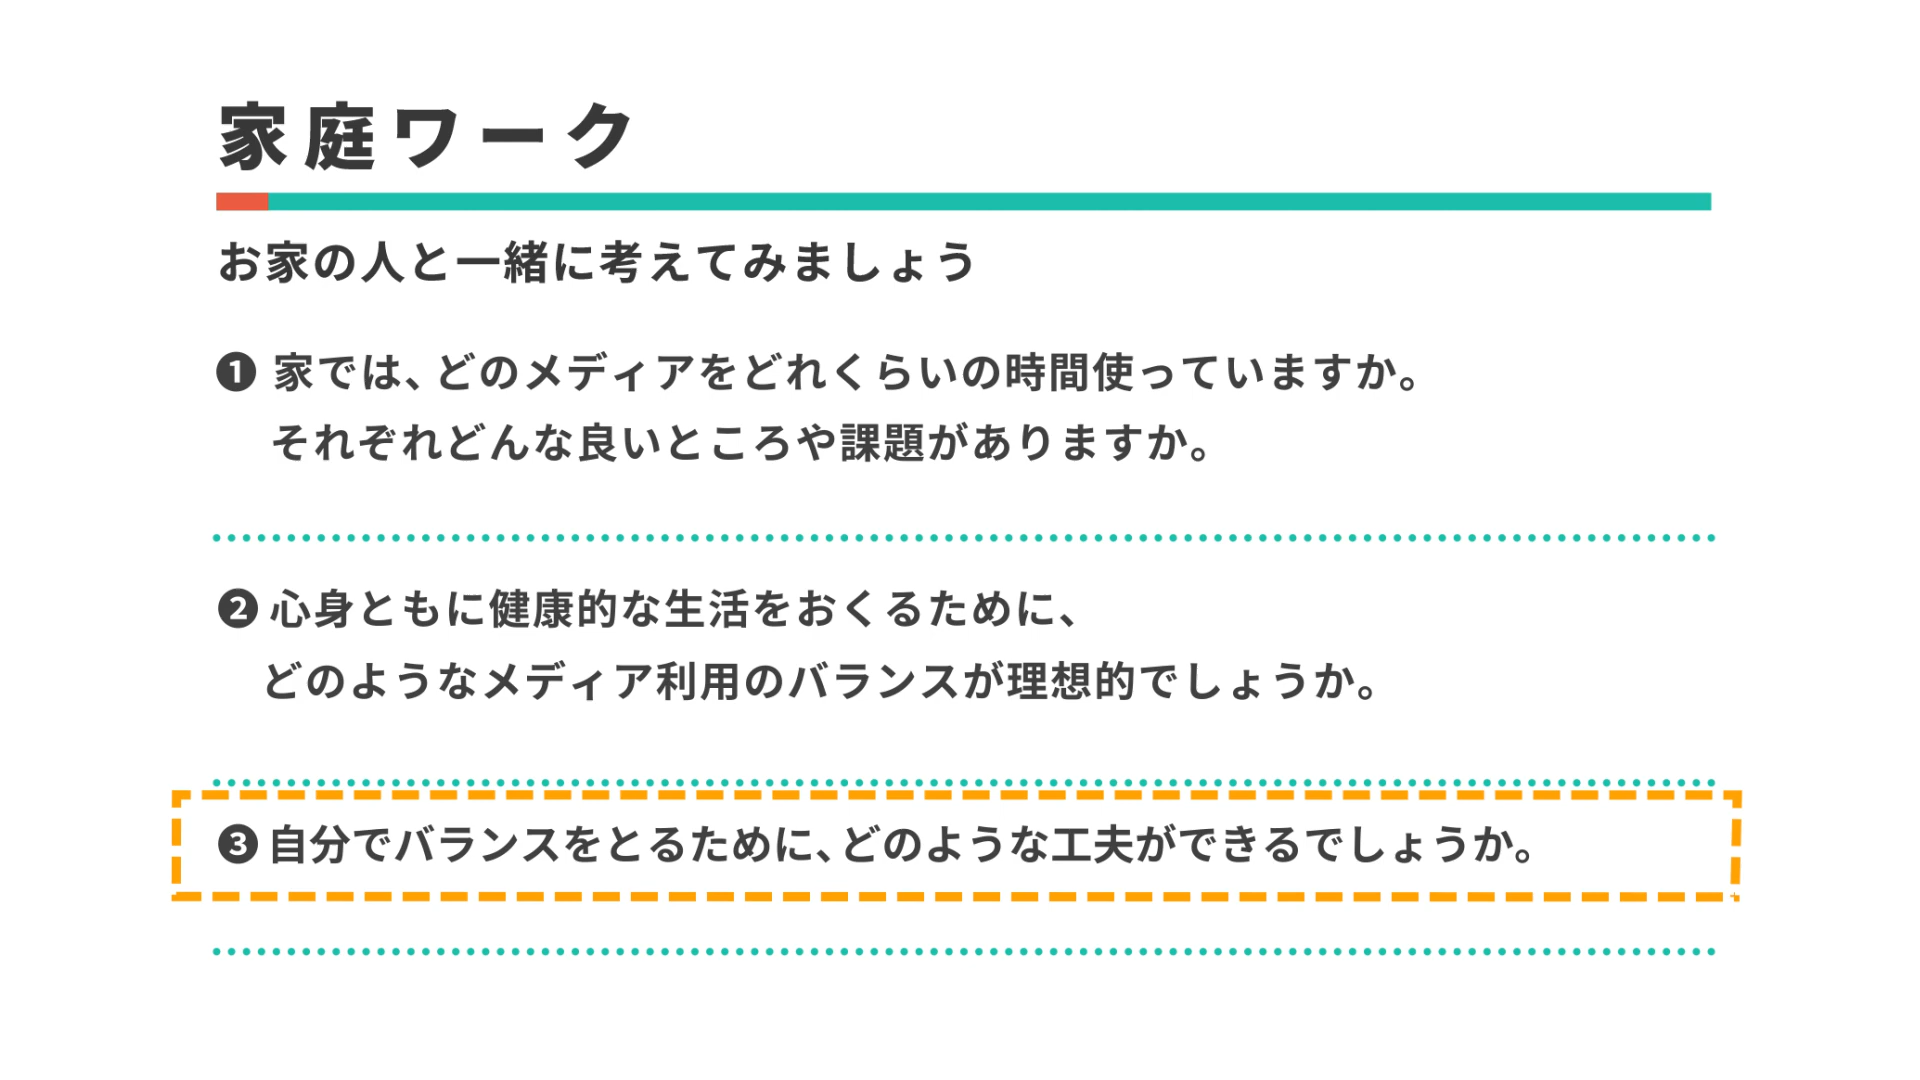 家庭ワーク
お家の人と一緒に考えてみましょう
❶ 家では、どのメディアをどれくらいの時間使っていますか。
それぞれどんな良いところや課題がありますか。
❷ 心身ともに健康的な生活をおくるために、
どのようなメディア利用のバランスが理想的でしょうか。
❸ 自分でバランスをとるために、どのような工夫ができるでしょうか。